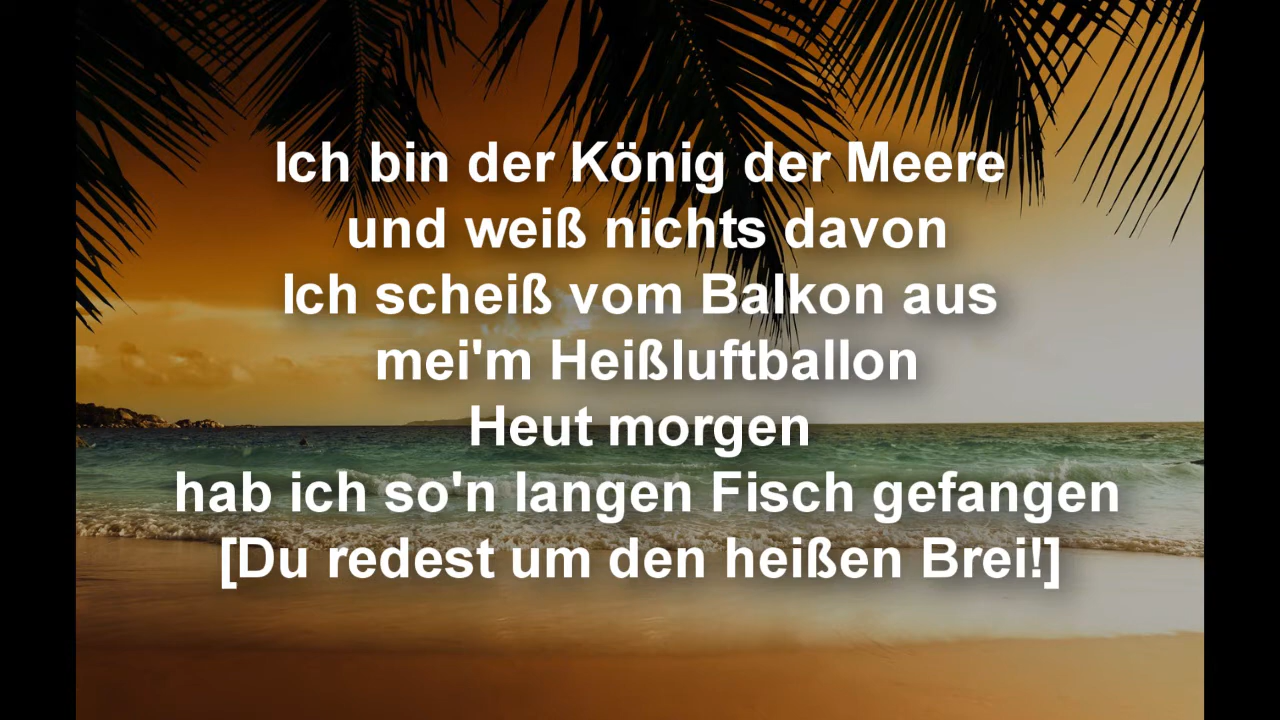 Ich bin der König der Meere
und weiß nichts davon
Ich scheiß vom Balkon aus
mei'm Heißluftballon
Heut morgen
hab ich so'n langen Fisch gefangen
[Du redest um den heißen Brei!]